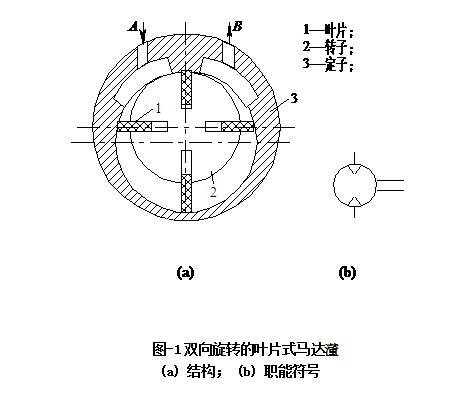 A B
1—叶片；
2—转子；
3—定子；
1
3
2
(a) (b)
图-1 双向旋转的叶片式马达
(a) 结构； (b) 职能符号